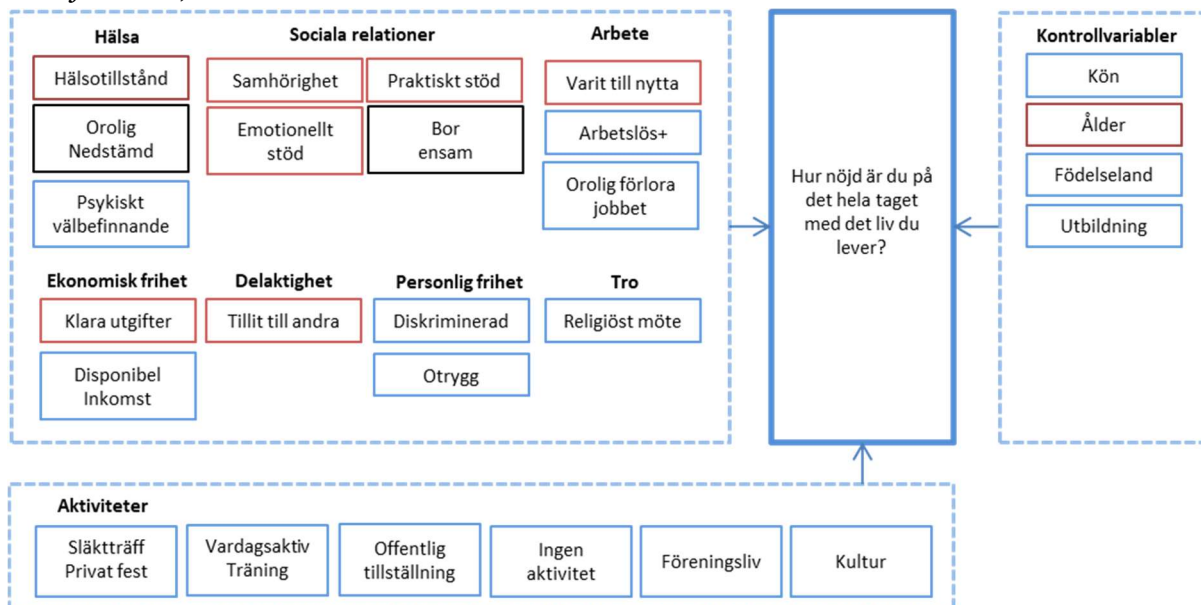 Hälsa
Hälsotillstånd
Orolig
Nedstämd
Psykiskt
välbefinnande
Sociala relationer
Samhörighet
Praktiskt stöd
Emotionellt
stöd
Bor
ensam
Arbete
Varit till nytta
Arbetslös+
Orolig förlora
jobbet
Ekonomisk frihet
Klara utgifter
Disponibel
Inkomst
Delaktighet
Tillit till andra
Personlig frihet
Diskriminerad
Otrygg
Tro
Religiöst möte
Hur nöjd är du på
det hela taget
med det liv du
lever?
Kontrollvariabler
Kön
Ålder
Födelseland
Utbildning
Aktiviteter
Släktträff
Privat fest
Vardagsaktiv
Träning
Offentlig
tillställning
Ingen
aktivitet
Föreningsliv
Kultur